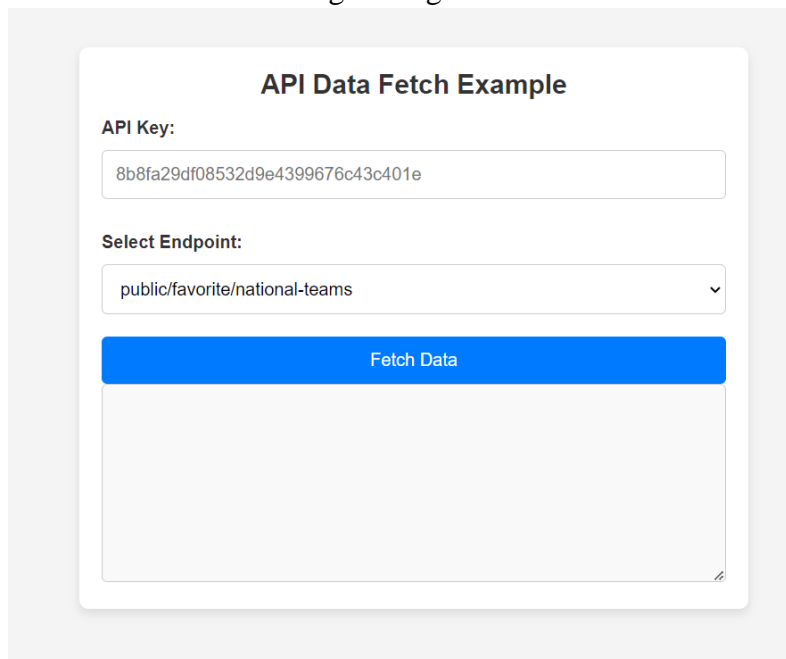 API Data Fetch Example
API Key:
8b8fa29df08532d9e4399676c43c401e
Select Endpoint:
public/favorite/national-teams
Fetch Data